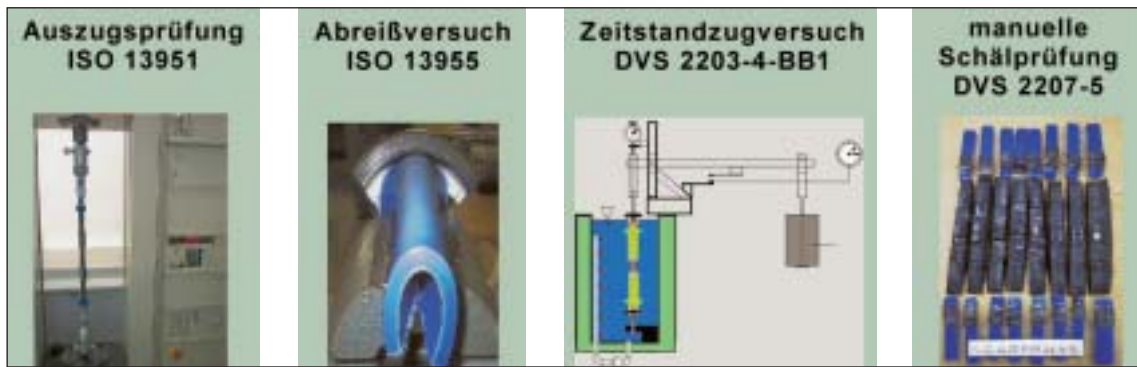 Auszugsprüfung
ISO 13951
Abreißversuch
ISO 13955
Zeitstandzugversuch
DVS 2203-4-BB1
manuelle
Schälprüfung
DVS 2207-5